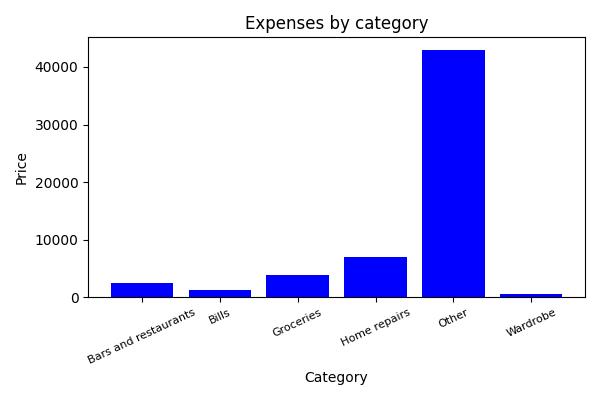 Expenses by category
40000
30000
20000
10000
0
Price
Bars and restaurants
Bills
Groceries
Home repairs
Other
Wardrobe
Category